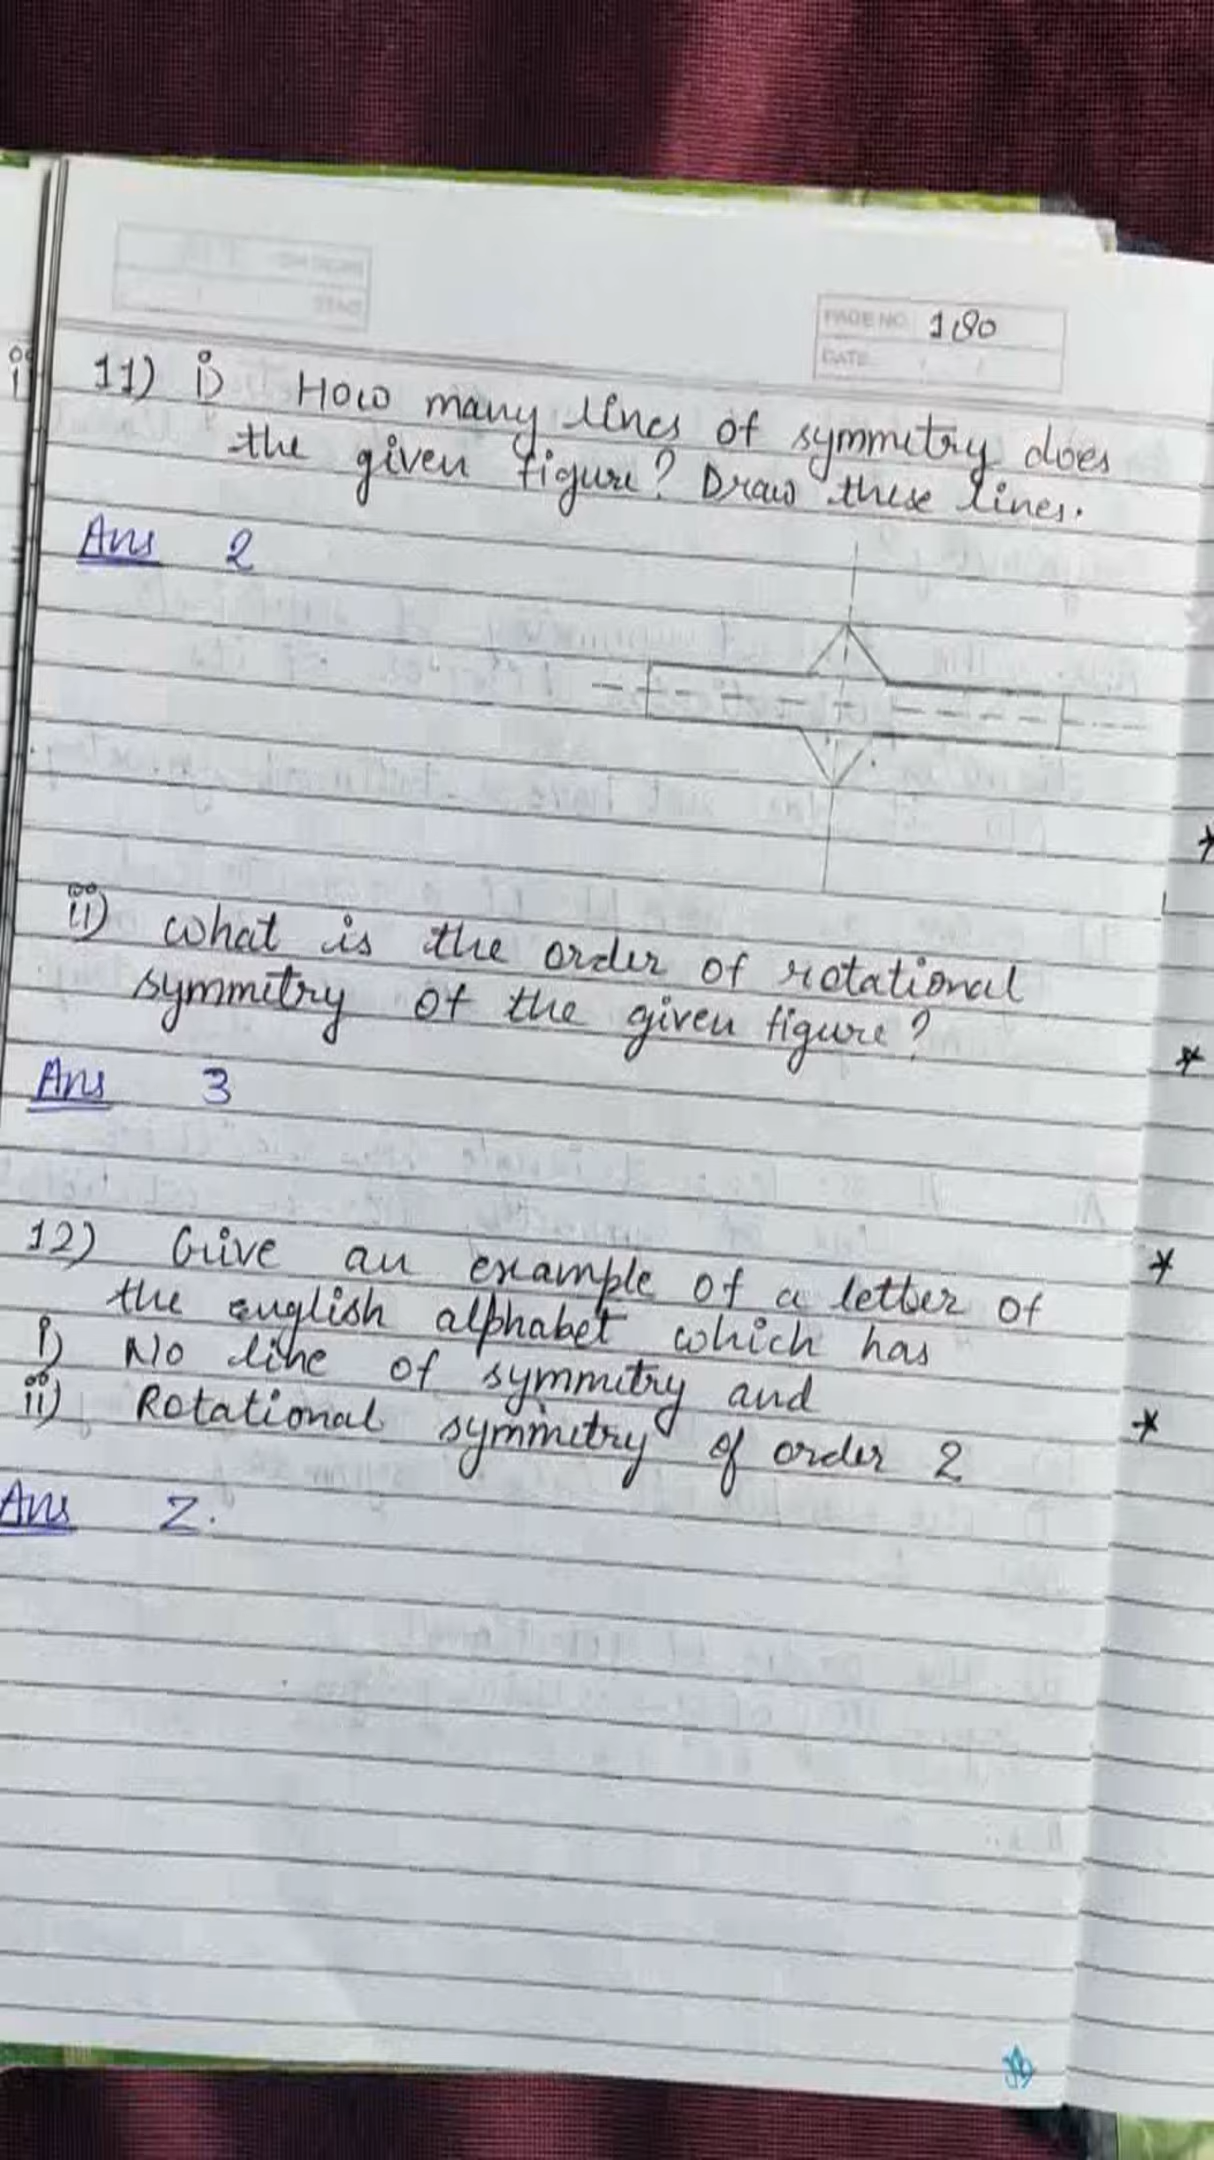 PAGE NO. 180
DATE
11) i) How many lines of symmetry does
the given figure? Draw these lines.
Ans 2
ii) what is the order of rotational
symmetry of the given figure?
Ans 3
12) Give an example of a letter of
the english alphabet which has
i) No line of symmetry and
ii) Rotational symmetry of order 2
Ans Z.